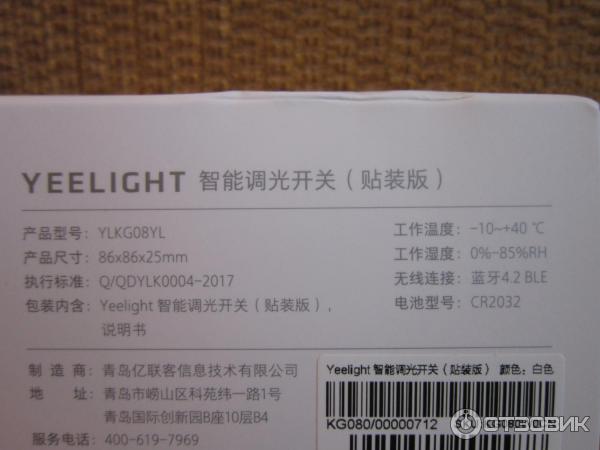 YEELIGHT 智能调光开关（贴装版）
产品型号: YLKG08YL
工作温度: -10~+40 ℃
产品尺寸: 86x86x25mm
工作湿度: 0%-85%RH
执行标准: Q/QDYLK0004-2017
无线连接: 蓝牙4.2 BLE
包装内含: Yeelight 智能调光开关（贴装版）,
电池型号: CR2032
说明书
制 造 商: 青岛亿联客信息技术有限公司
地 址: 青岛市崂山区科苑纬一路1号
青岛国际创新园B座10层B4
服务电话: 400-619-7969
Yeelight 智能调光开关（贴装版） 颜色: 白色
KG080/00000712
ОТЗОВИК